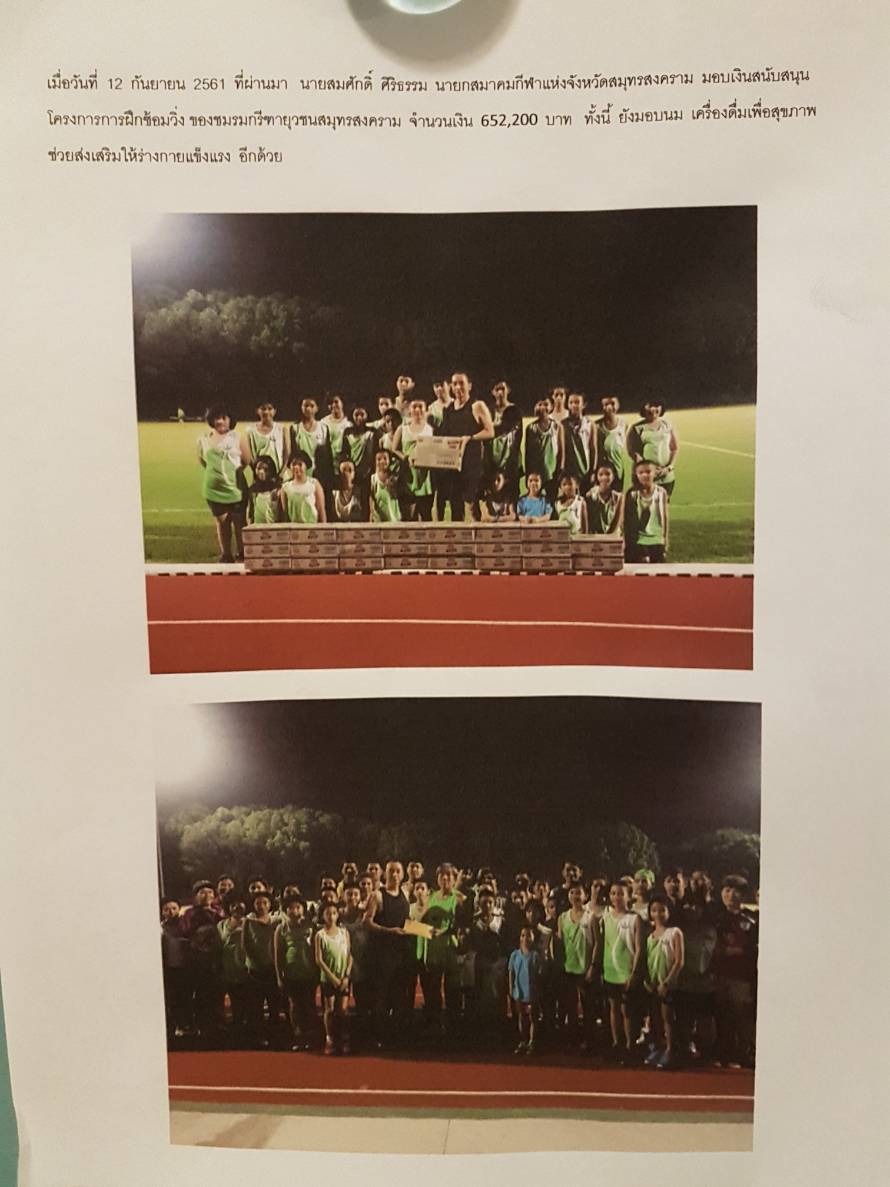 เมื่อวันที่ 12 กันยายน 2561 ที่ผ่านมา นายสมศักดิ์ ศิริธรรม นายกสมาคมกีฬาแห่งจังหวัดสมุทรสงคราม มอบเงินสนับสนุน
โครงการการฝึกซ้อมวิ่ง ของชมรมกรีฑายุวชนสมุทรสงคราม จำนวนเงิน 652,200 บาท ทั้งนี้ ยังมอบนม เครื่องดื่มเพื่อสุขภาพ
ช่วยส่งเสริมให้ร่างกายแข็งแรง อีกด้วย